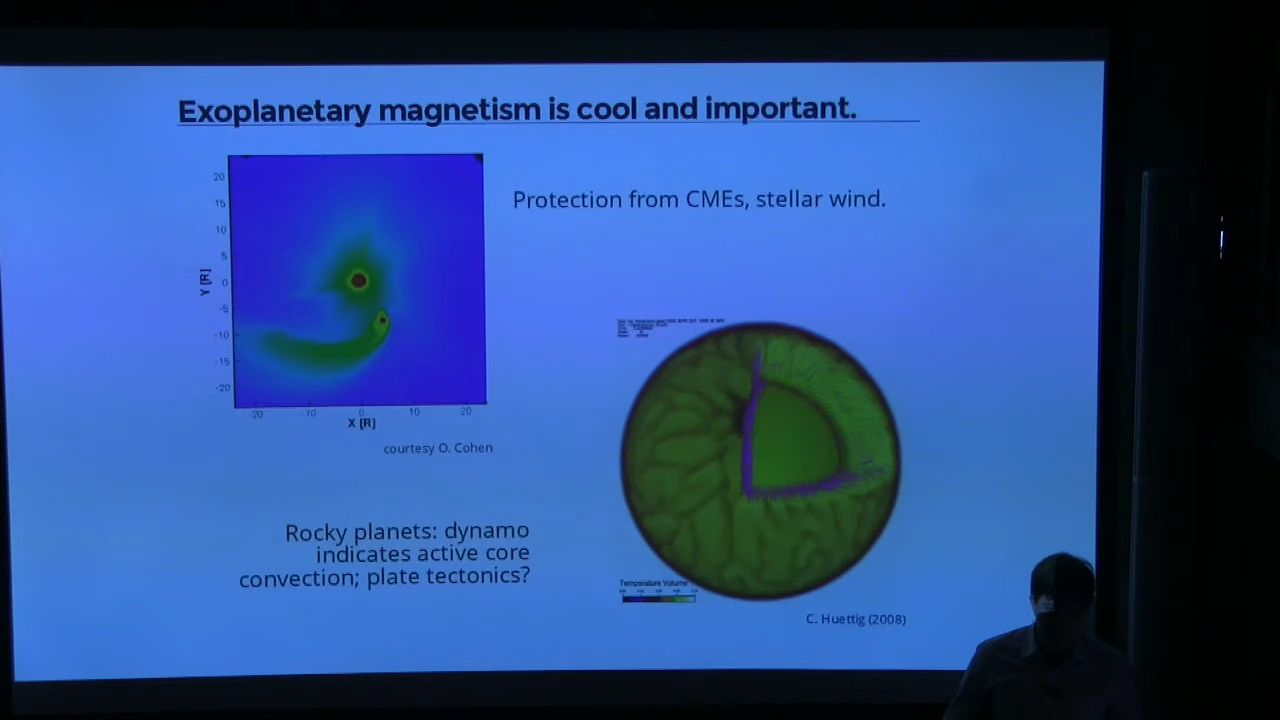 Exoplanetary magnetism is cool and important.
Protection from CMEs, stellar wind.
20
15
10
5
0
-5
-10
-15
-20
Y [R]
-20 -10 0 10 20
X [R]
courtesy O. Cohen
Rocky planets: dynamo
indicates active core
convection; plate tectonics?
Temperature Volume
C. Huettig (2008)